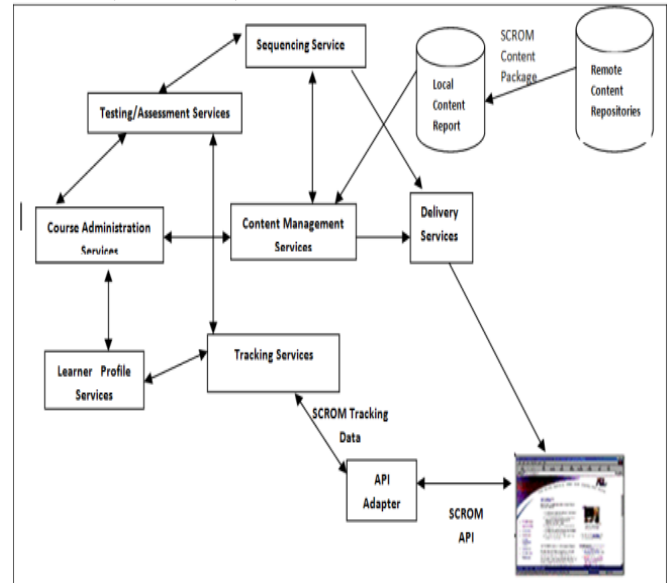 Sequencing Service
SCROM
Content
Package
Local
Content
Report
Remote
Content
Repositories
Testing/Assessment Services
Course Administration
Services
Content Management
Services
Delivery
Services
Learner Profile
Services
Tracking Services
SCROM Tracking
Data
API
Adapter
SCROM
API